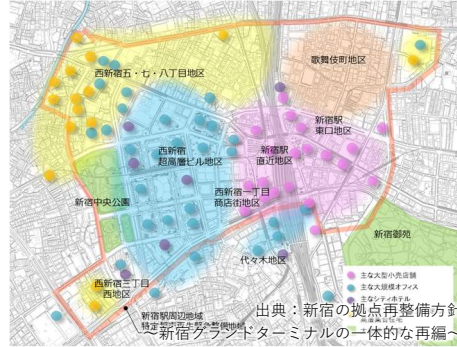 歌舞伎町地区
西新宿五・七・八丁目地区
新宿駅
東口地区
西新宿
超高層ビル地区
新宿駅
直近地区
西新宿一丁目
商店街地区
新宿中央公園
新宿御苑
代々木地区
西新宿三丁目
西地区
主な大型小売店舗
主な大規模オフィス
主なシティホテル
新宿駅周辺地域
出典：新宿の拠点再整備方針
～新宿グランドターミナルの一体的な再編～